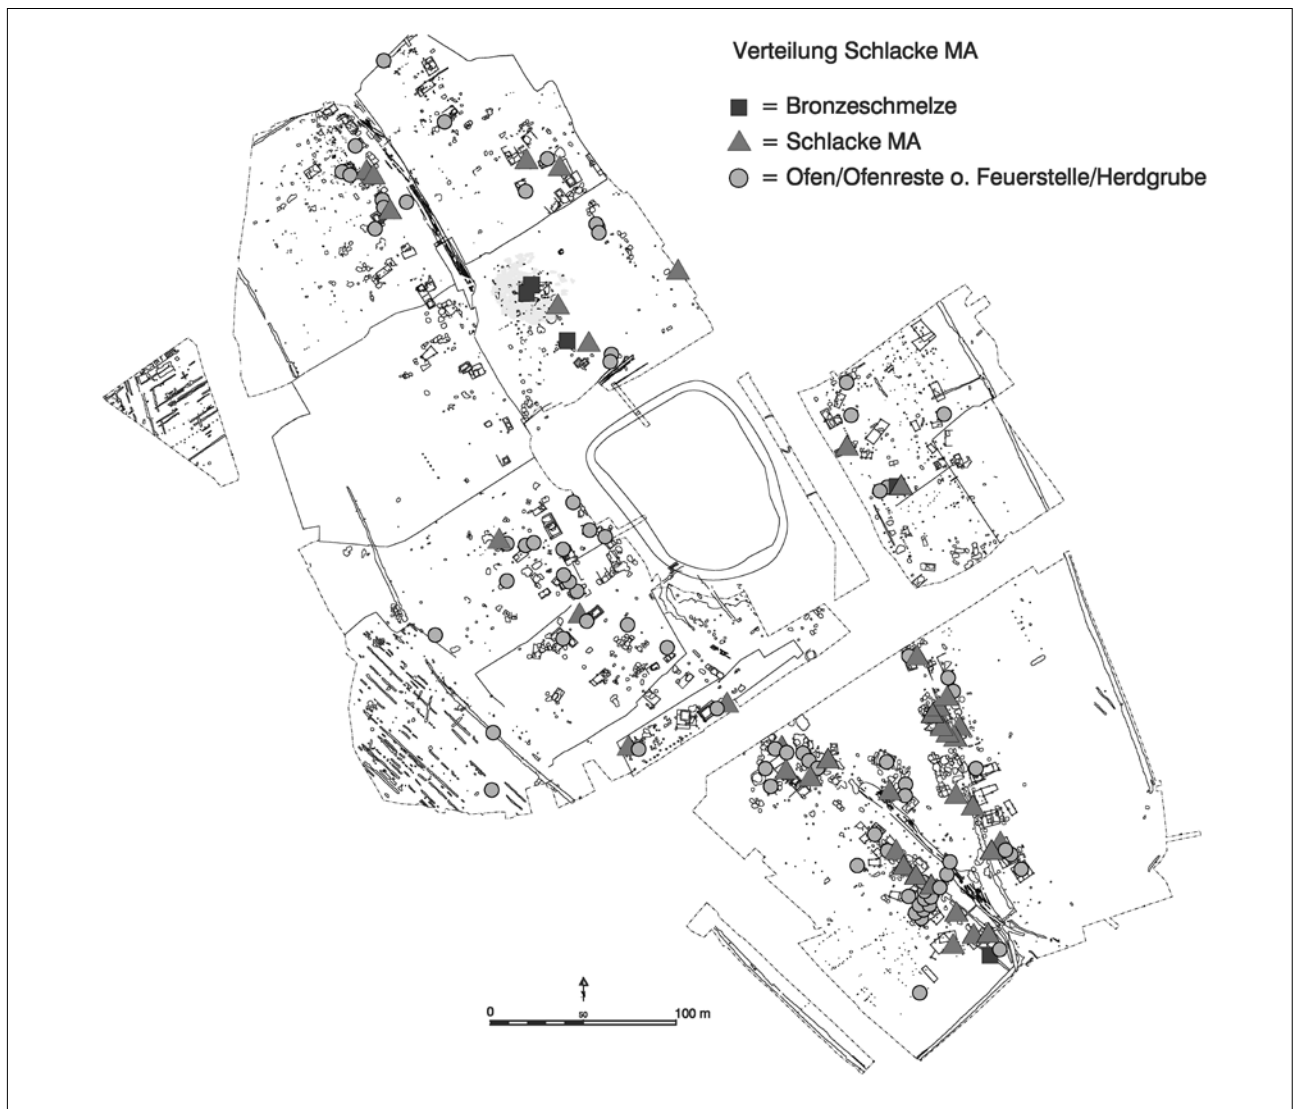 Verteilung Schlacke MA
= Bronzeschmelze
= Schlacke MA
= Ofen/Ofenreste o. Feuerstelle/Herdgrube
0 50 100 m